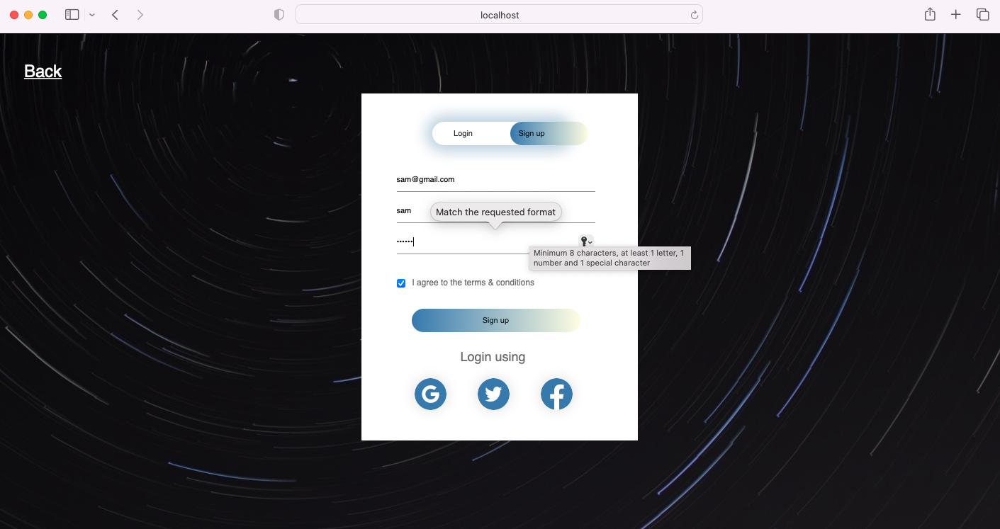 localhost
Back
Login
Sign up
sam@gmail.com
sam
Match the requested format
••••••
Minimum 8 characters, at least 1 letter, 1
number and 1 special character
I agree to the terms & conditions
Sign up
Login using